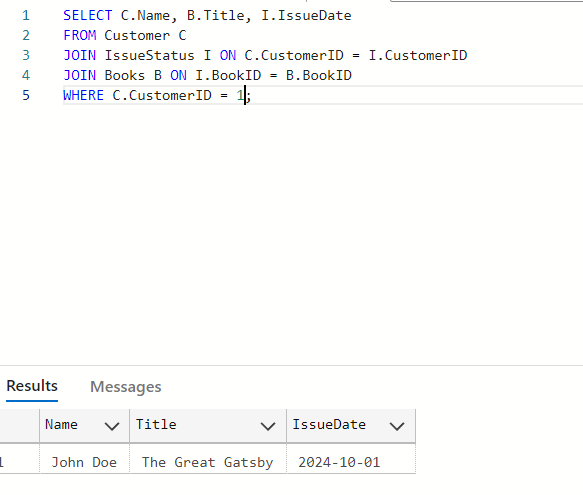 1 SELECT C.Name, B.Title, I.IssueDate
2 FROM Customer C
3 JOIN IssueStatus I ON C.CustomerID = I.CustomerID
4 JOIN Books B ON I.BookID = B.BookID
5 WHERE C.CustomerID = 1;
Results Messages
Name Title IssueDate
1 John Doe The Great Gatsby 2024-10-01